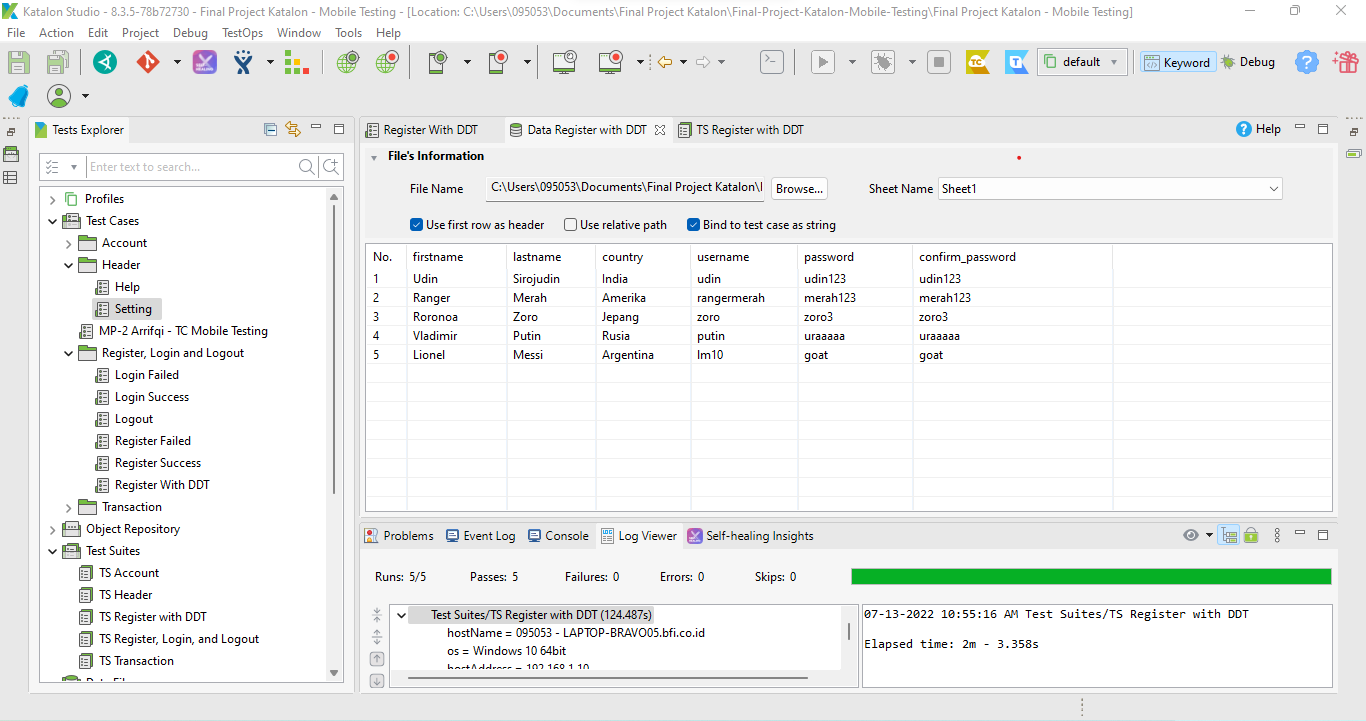 Katalon Studio - 8.3.5-78b72730 - Final Project Katalon - Mobile Testing - [Location: C:\Users\095053\Documents\Final Project Katalon\Final-Project-Katalon-Mobile-Testing\Final Project Katalon - Mobile Testing]
File Action Edit Project Debug TestOps Window Tools Help
default Keyword Debug
Tests Explorer
Enter text to search...
Profiles
Test Cases
Account
Header
Help
Setting
MP-2 Arrifqi - TC Mobile Testing
Register, Login and Logout
Login Failed
Login Success
Logout
Register Failed
Register Success
Register With DDT
Transaction
Object Repository
Test Suites
TS Account
TS Header
TS Register with DDT
TS Register, Login, and Logout
TS Transaction
Register With DDT Data Register with DDT TS Register with DDT Help
File's Information
File Name C:\Users\095053\Documents\Final Project Katalon\ Browse... Sheet Name Sheet1
Use first row as header Use relative path Bind to test case as string
No. firstname lastname country username password confirm_password
1 Udin Sirojudin India udin udin123 udin123
2 Ranger Merah Amerika rangermerah merah123 merah123
3 Roronoa Zoro Jepang zoro zoro3 zoro3
4 Vladimir Putin Rusia putin uraaaaa uraaaaa
5 Lionel Messi Argentina lm10 goat goat
Problems Event Log Console Log Viewer Self-healing Insights
Runs: 5/5 Passes: 5 Failures: 0 Errors: 0 Skips: 0
Test Suites/TS Register with DDT (124.487s)
hostName = 095053 - LAPTOP-BRAVO05.bfi.co.id
os = Windows 10 64bit
hostAddress = 192.168.1.10
07-13-2022 10:55:16 AM Test Suites/TS Register with DDT
Elapsed time: 2m - 3.358s